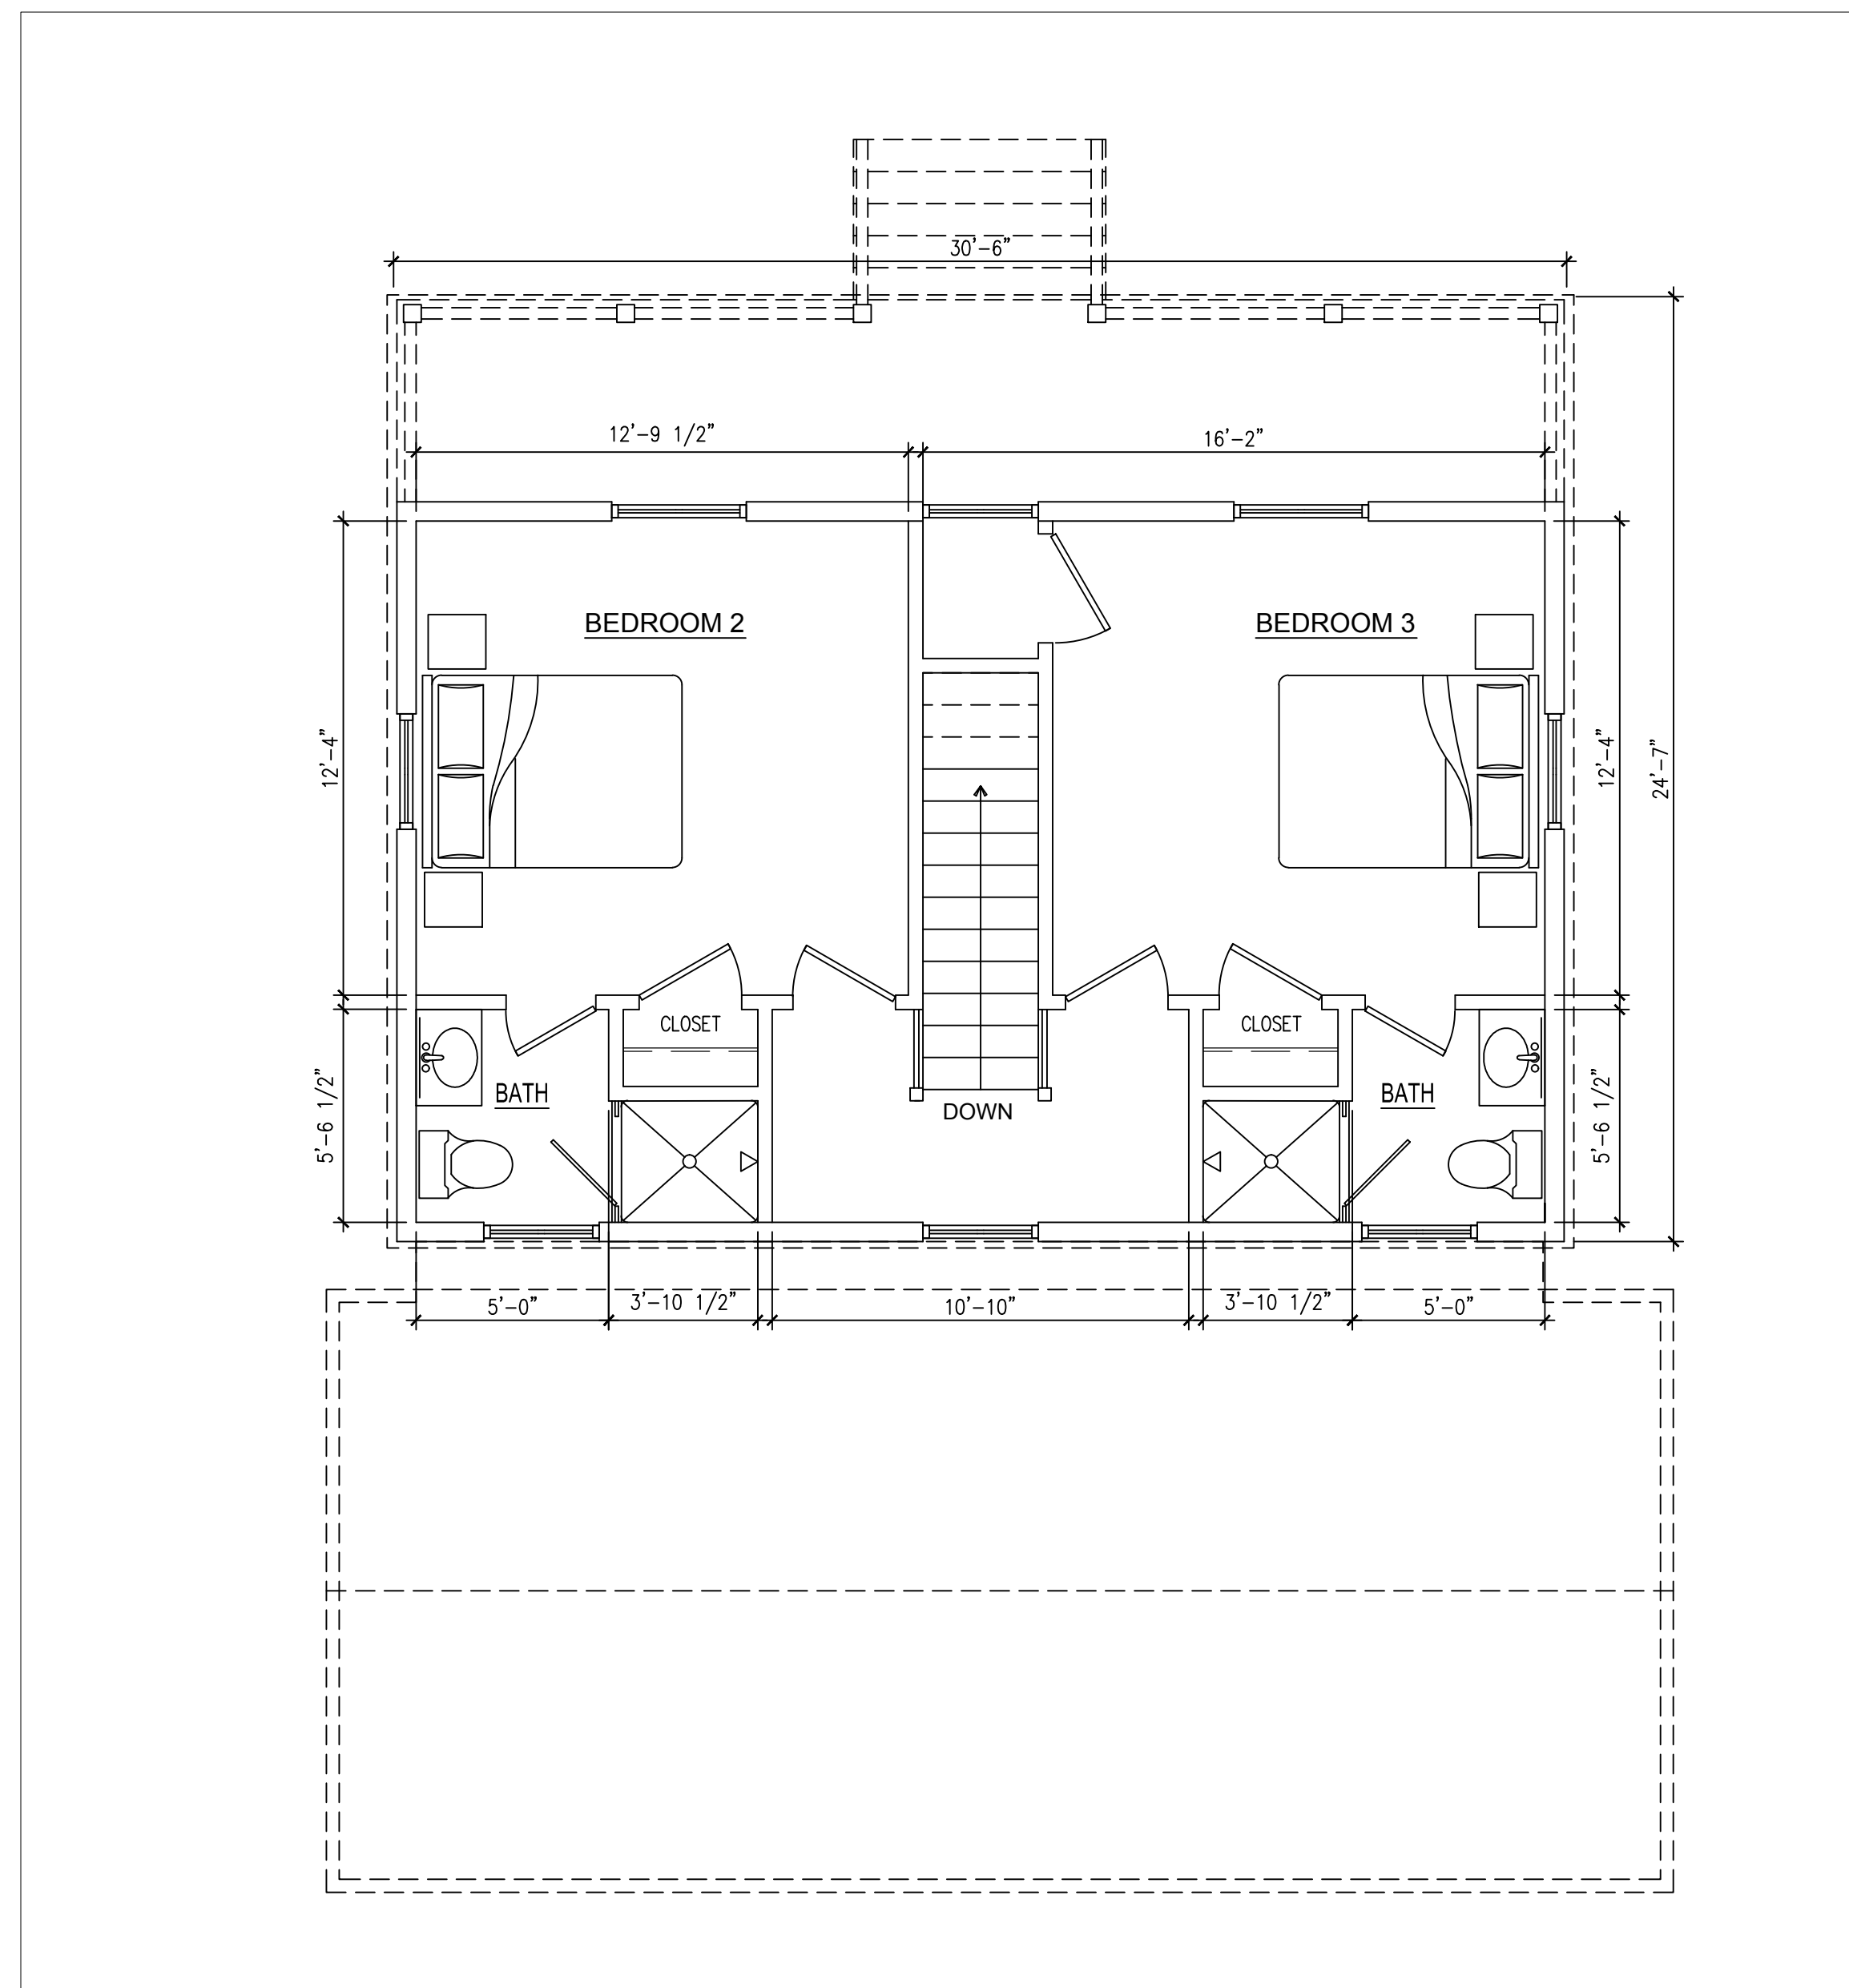 30'-6"
12'-9 1/2"
16'-2"
BEDROOM 2
BEDROOM 3
12'-4"
12'-4"
24'-7"
CLOSET
CLOSET
5'-6 1/2"
BATH
DOWN
BATH
5'-6 1/2"
5'-0"
3'-10 1/2"
10'-10"
3'-10 1/2"
5'-0"